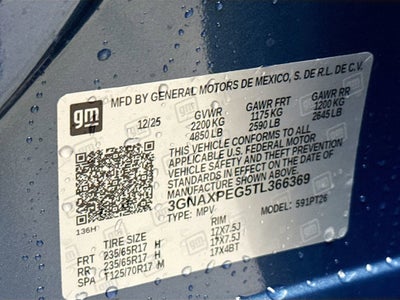 gm
MFD BY GENERAL MOTORS DE MEXICO, S. DE R.L. DE C.V.
12/25 GVWR GAWR FRT GAWR RR
2200 KG 1175 KG 1200 KG
4850 LB 2590 LB 2645 LB
THIS VEHICLE CONFORMS TO ALL
APPLICABLE U.S. FEDERAL MOTOR
VEHICLE SAFETY AND THEFT
PREVENTION STANDARDS IN
EFFECT ON THE DATE OF
MANUFACTURE SHOWN ABOVE.
3GNAXPEG5TL366369
TYPE: MPV MODEL: 591PT26
136H
TIRE SIZE RIM
FRT 235/65R17 H 17X7.5J
RR 235/65R17 H 17X7.5J
SPA T125/70R17 M 17X4BT